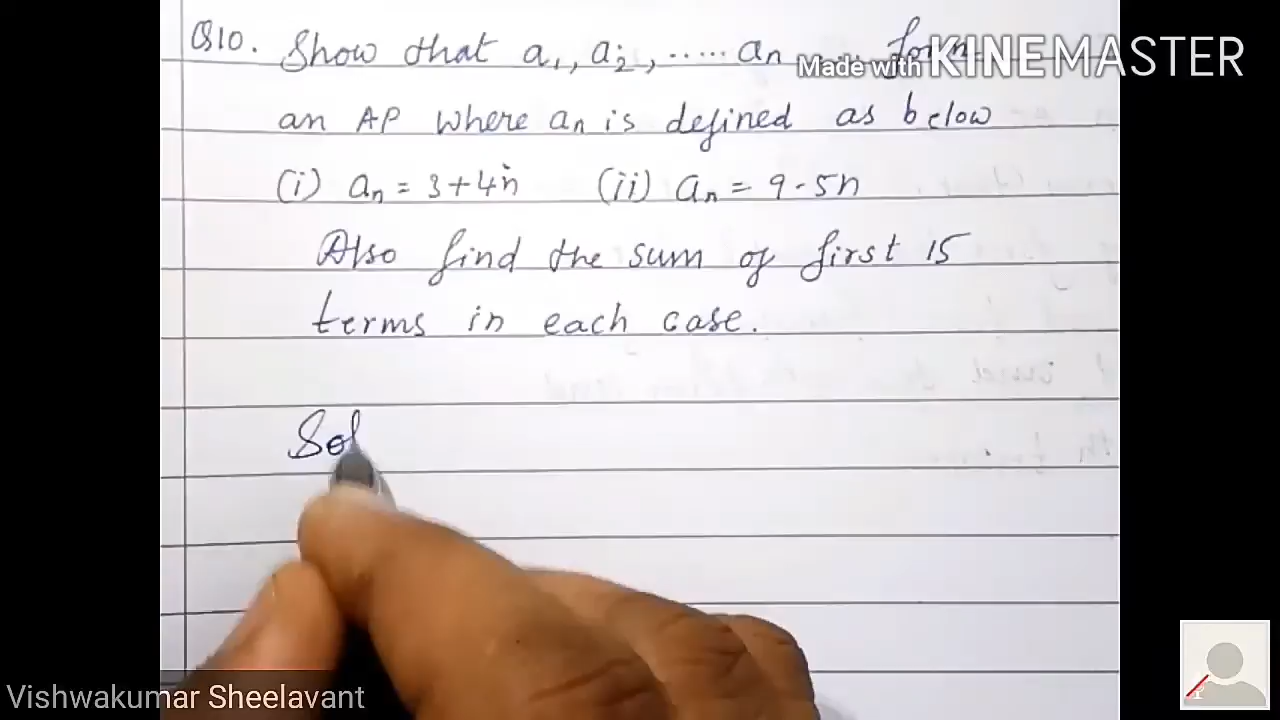 Q10. Show that a₁, a₂, ..... aₙ form
Made with KINEMASTER
an AP where aₙ is defined as below
(i) aₙ = 3+4n (ii) aₙ = 9-5n
Also find the sum of first 15
terms in each case.
Sol
Vishwakumar Sheelavant